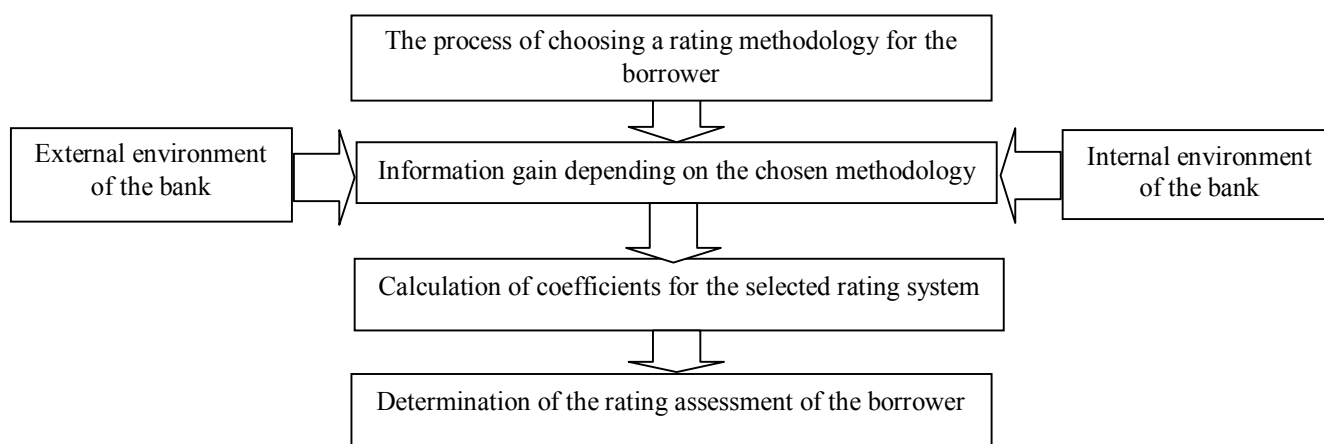 The process of choosing a rating methodology for the
borrower
External environment
of the bank
Information gain depending on the chosen methodology
Internal environment
of the bank
Calculation of coefficients for the selected rating system
Determination of the rating assessment of the borrower